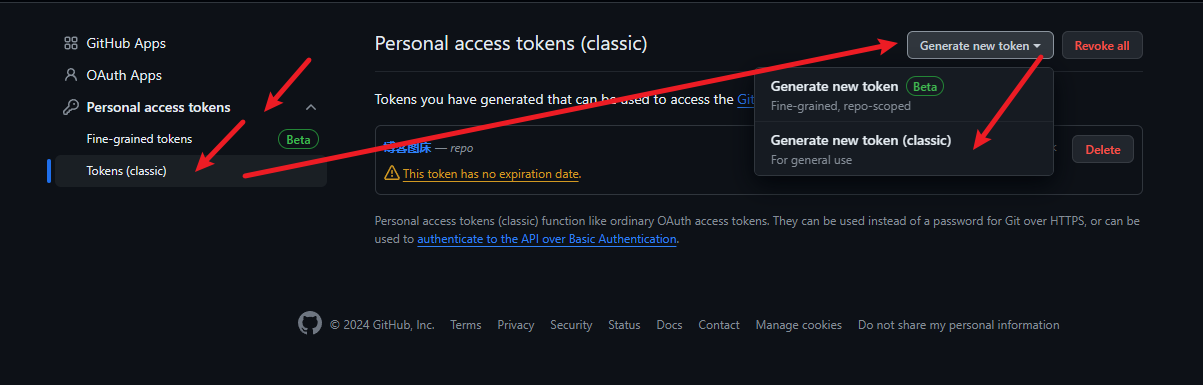 GitHub Apps
OAuth Apps
Personal access tokens
Fine-grained tokens Beta
Tokens (classic)
Personal access tokens (classic)
Generate new token
Revoke all
Generate new token Beta
Fine-grained, repo-scoped
Generate new token (classic)
For general use
Tokens you have generated that can be used to access the Git
博客图床 — repo
Delete
This token has no expiration date.
Personal access tokens (classic) function like ordinary OAuth access tokens. They can be used instead of a password for Git over HTTPS, or can be
used to authenticate to the API over Basic Authentication.
© 2024 GitHub, Inc. Terms Privacy Security Status Docs Contact Manage cookies Do not share my personal information